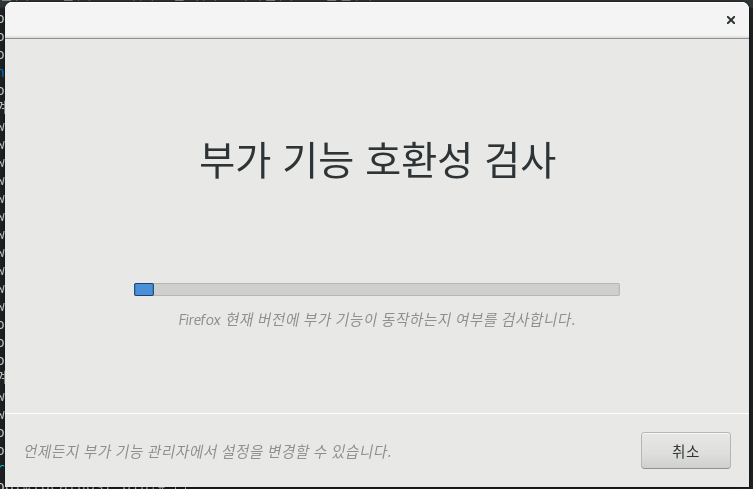 부가 기능 호환성 검사
Firefox 현재 버전에 부가 기능이 동작하는지 여부를 검사합니다.
언제든지 부가 기능 관리자에서 설정을 변경할 수 있습니다.
취소